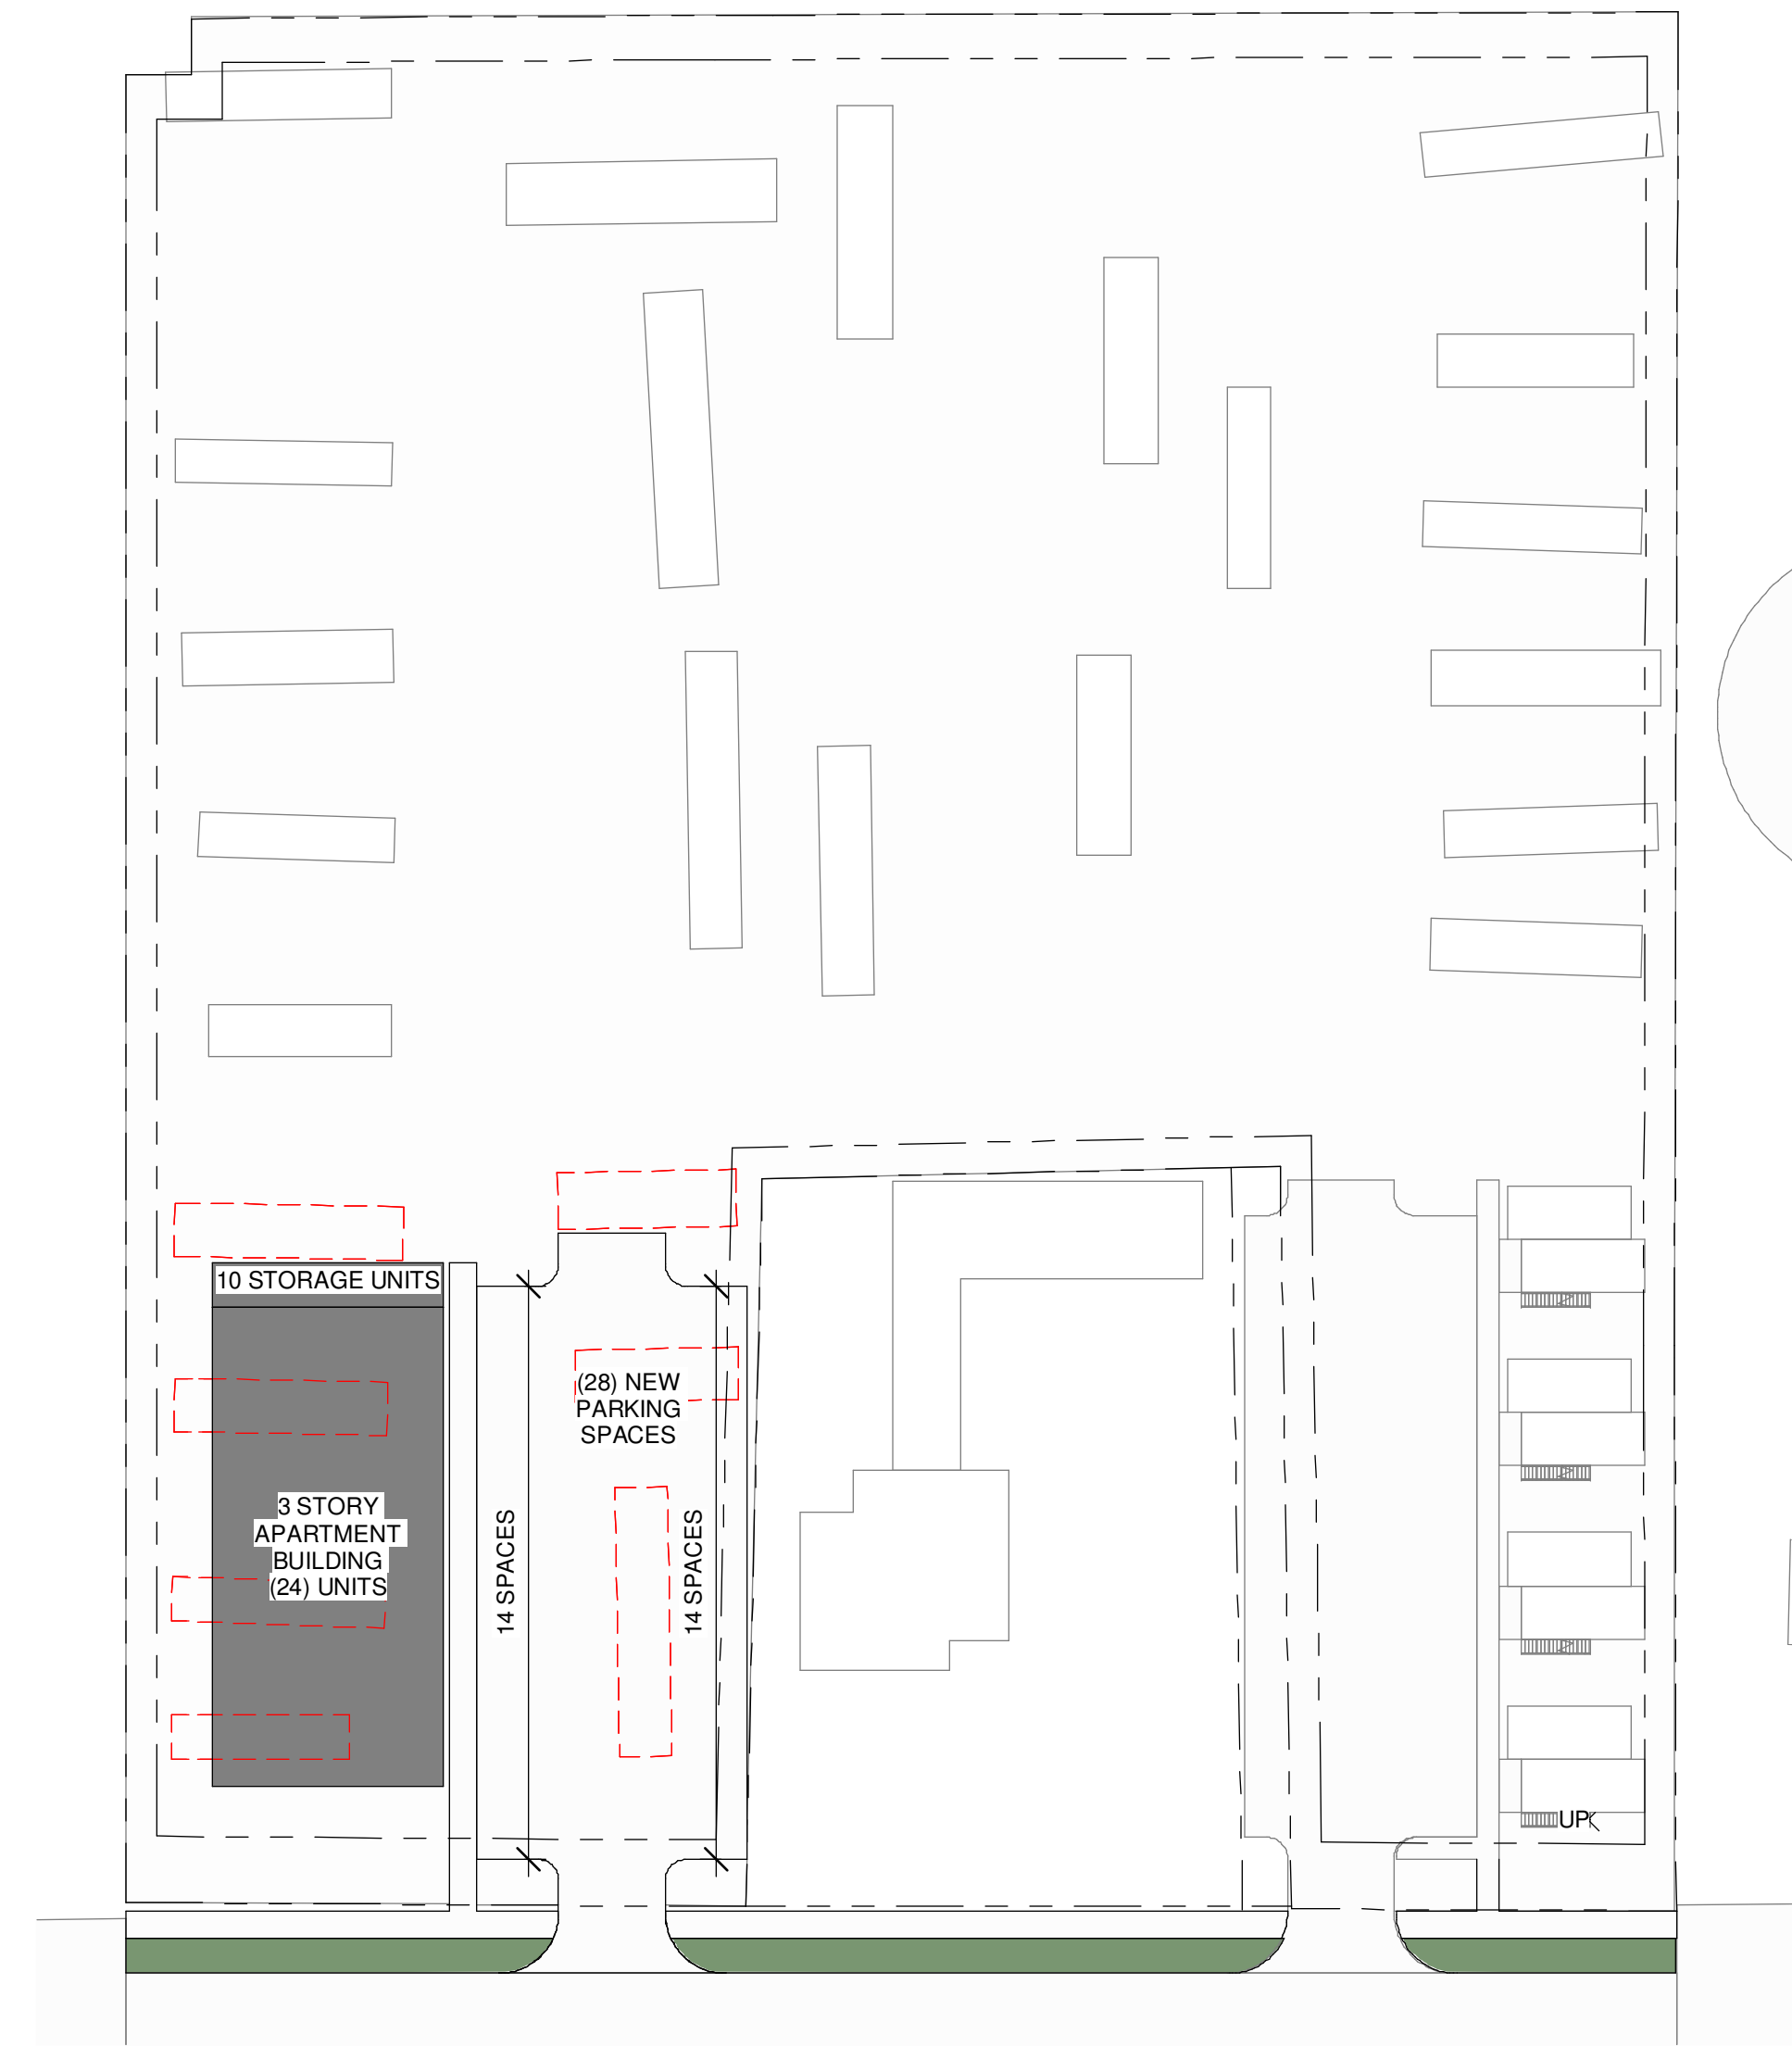 10 STORAGE UNITS
(28) NEW
PARKING
SPACES
3 STORY
APARTMENT
BUILDING
(24) UNITS
14 SPACES
14 SPACES
UP